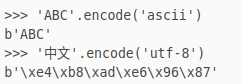 >>> 'ABC'.encode('ascii')
b'ABC'
>>> '中文'.encode('utf-8')
b'\xe4\xb8\xad\xe6\x96\x87'